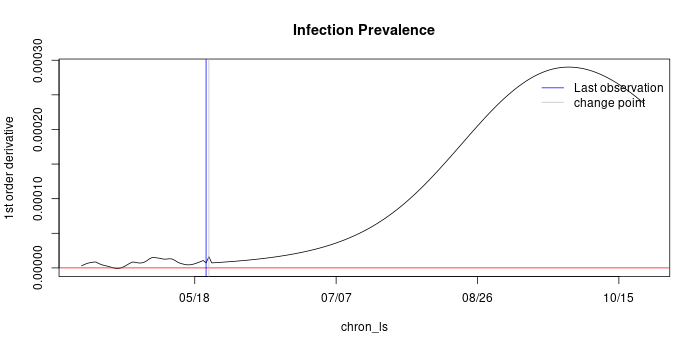 Infection Prevalence
1st order derivative
0.00030
0.00020
0.00010
0.00000
Last observation
change point
05/18
07/07
08/26
10/15
chron_ls